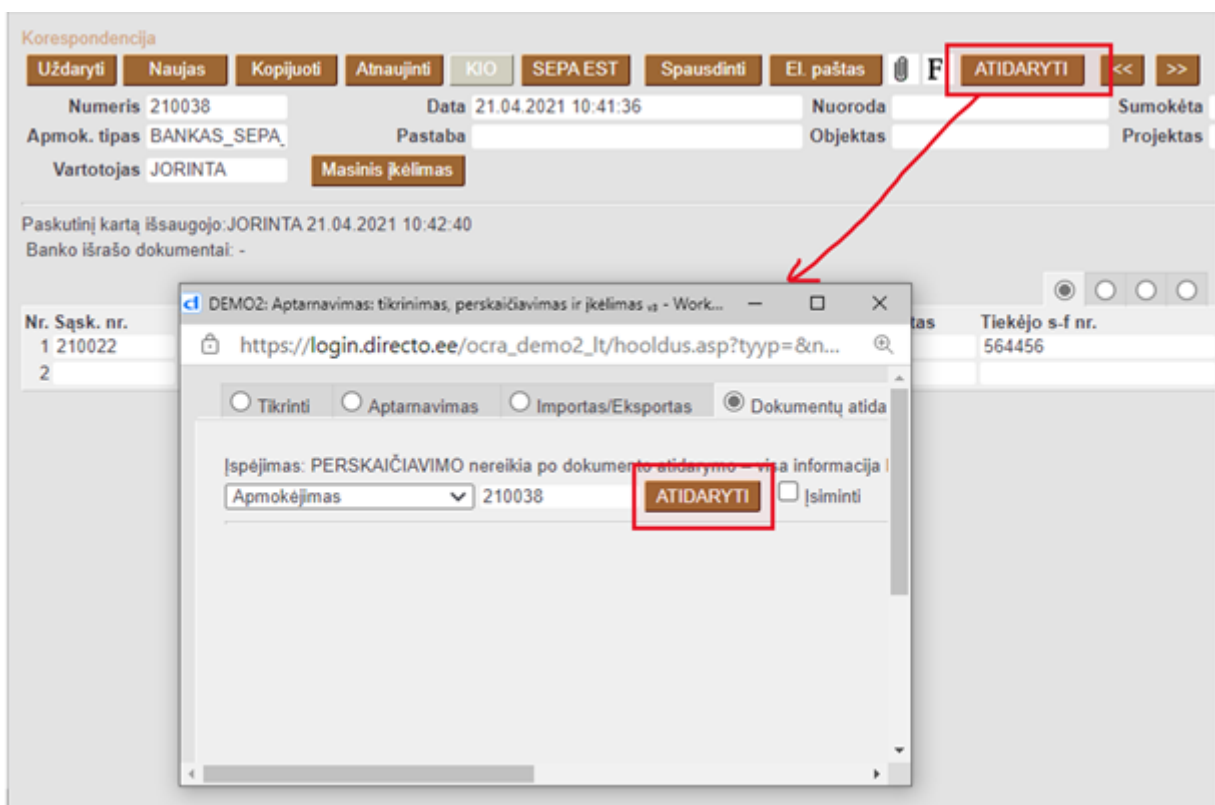 Korespondencija
Uždaryti Naujas Kopijuoti Atnaujinti KIO SEPA EST Spausdinti El. paštas F ATIDARYTI << >>
Numeris 210038 Data 21.04.2021 10:41:36 Nuoroda Sumokėta
Apmok. tipas BANKAS_SEPA_ Pastaba Objektas Projektas
Vartotojas JORINTA Masinis įkėlimas
Paskutinį kartą išsaugojo:JORINTA 21.04.2021 10:42:40
Banko išrašo dokumentai: -
Nr. Sąsk. nr. tas Tiekėjo s-f nr.
1 210022 564456
2
DEMO2: Aptarnavimas: tikrinimas, perskaičiavimas ir įkėlimas - Work...
https://login.directo.ee/ocra_demo2_lt/hooldus.asp?tyyp=&n...
Tikrinti Aptarnavimas Importas/Eksportas Dokumentų atida
Įspėjimas: PERSKAIČIAVIMO nereikia po dokumento atidarymo – visa informacija
Apmokėjimas 210038 ATIDARYTI Įsiminti